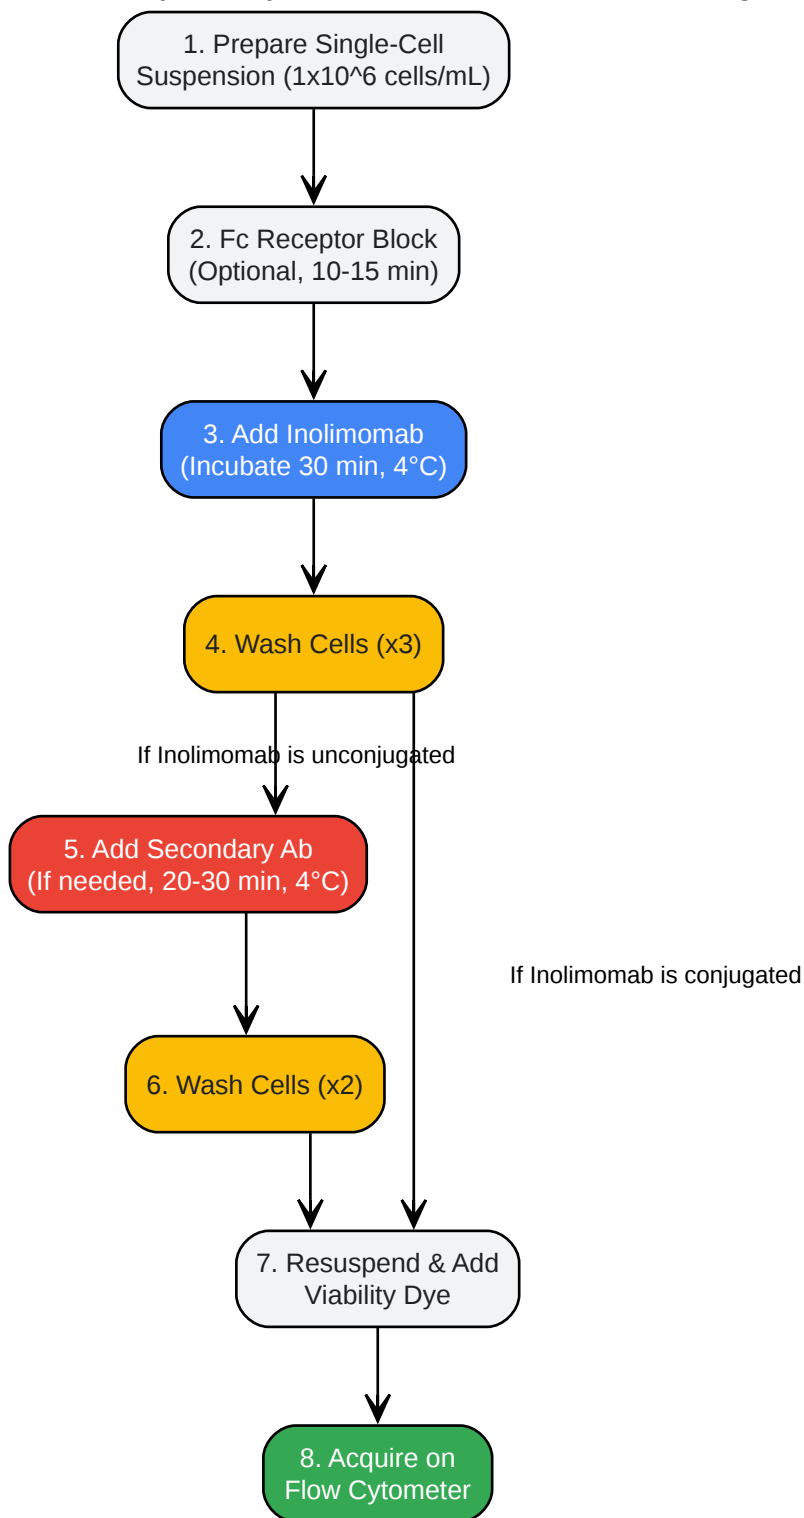 1. Prepare Single-Cell
Suspension (1x10^6 cells/mL)
2. Fc Receptor Block
(Optional, 10-15 min)
3. Add Inolimomab
(Incubate 30 min, 4°C)
4. Wash Cells (x3)
If Inolimomab is unconjugated
5. Add Secondary Ab
(If needed, 20-30 min, 4°C)
If Inolimomab is conjugated
6. Wash Cells (x2)
7. Resuspend & Add
Viability Dye
8. Acquire on
Flow Cytometer